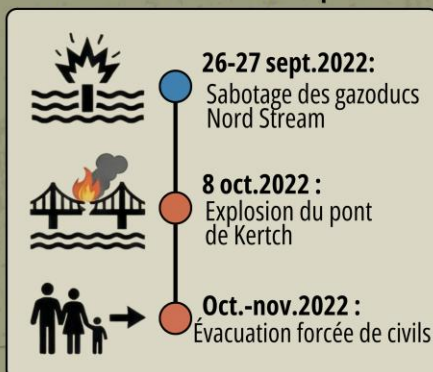 26-27 sept.2022:
Sabotage des gazoducs
Nord Stream
8 oct.2022 :
Explosion du pont
de Kertch
Oct.-nov.2022 :
Évacuation forcée de civils